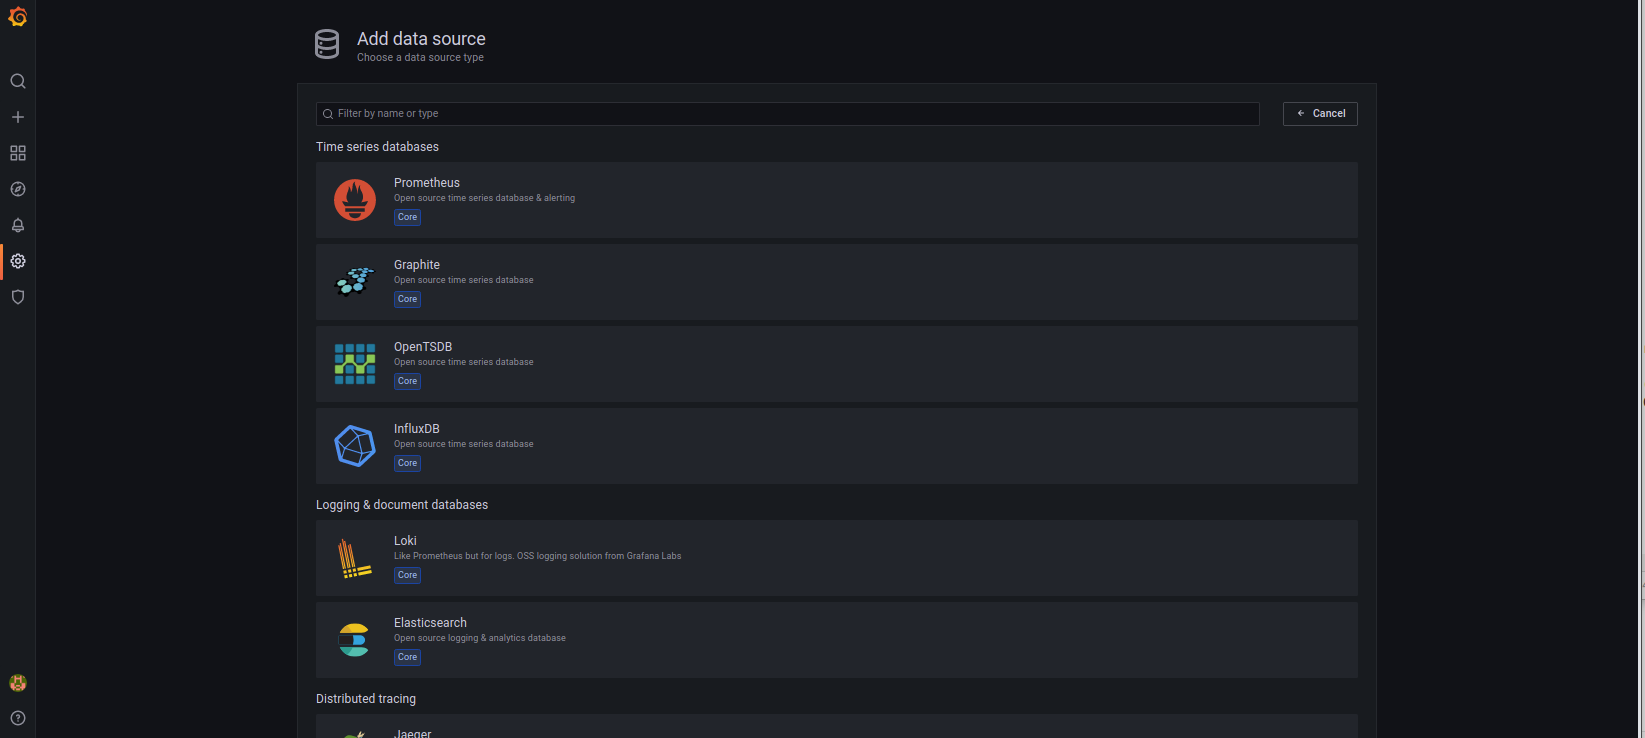 Add data source
Choose a data source type
Filter by name or type
Cancel
Time series databases
Prometheus
Open source time series database & alerting
Core
Graphite
Open source time series database
Core
OpenTSDB
Open source time series database
Core
InfluxDB
Open source time series database
Core
Logging & document databases
Loki
Like Prometheus but for logs. OSS logging solution from Grafana Labs
Core
Elasticsearch
Open source logging & analytics database
Core
Distributed tracing
Jaeger